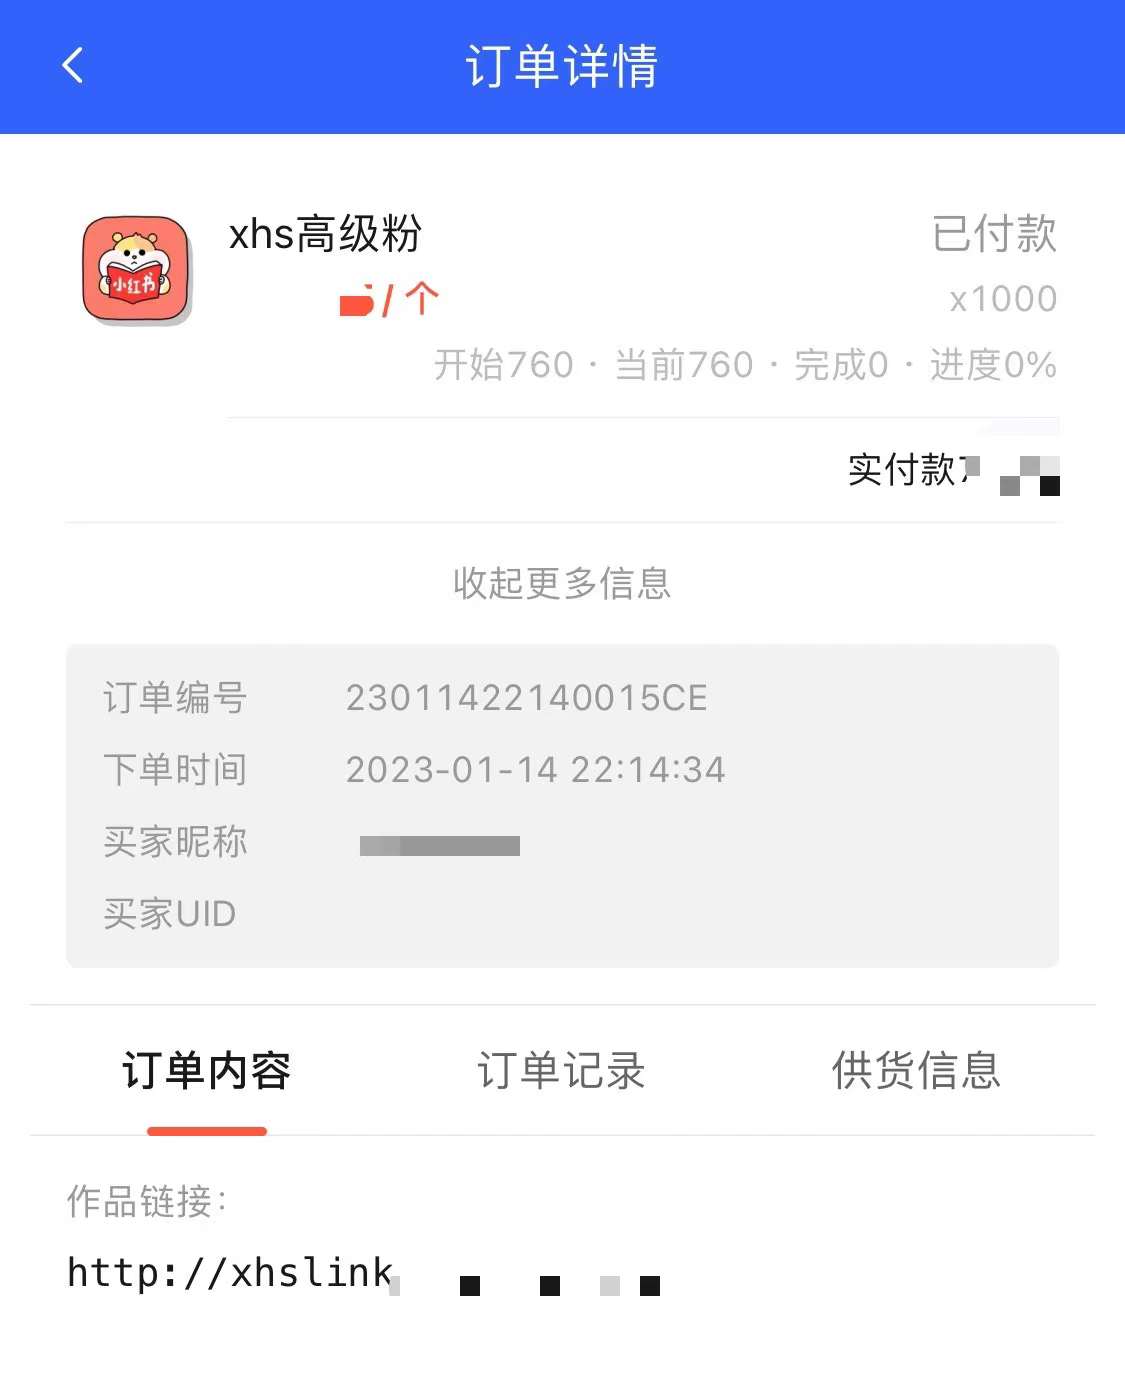 订单详情
xhs高级粉
已付款
小红书
/个
x1000
开始760 · 当前760 · 完成0 · 进度0%
实付款
收起更多信息
订单编号 23011422140015CE
下单时间 2023-01-14 22:14:34
买家昵称
买家UID
订单内容 订单记录 供货信息
作品链接:
http://xhslink